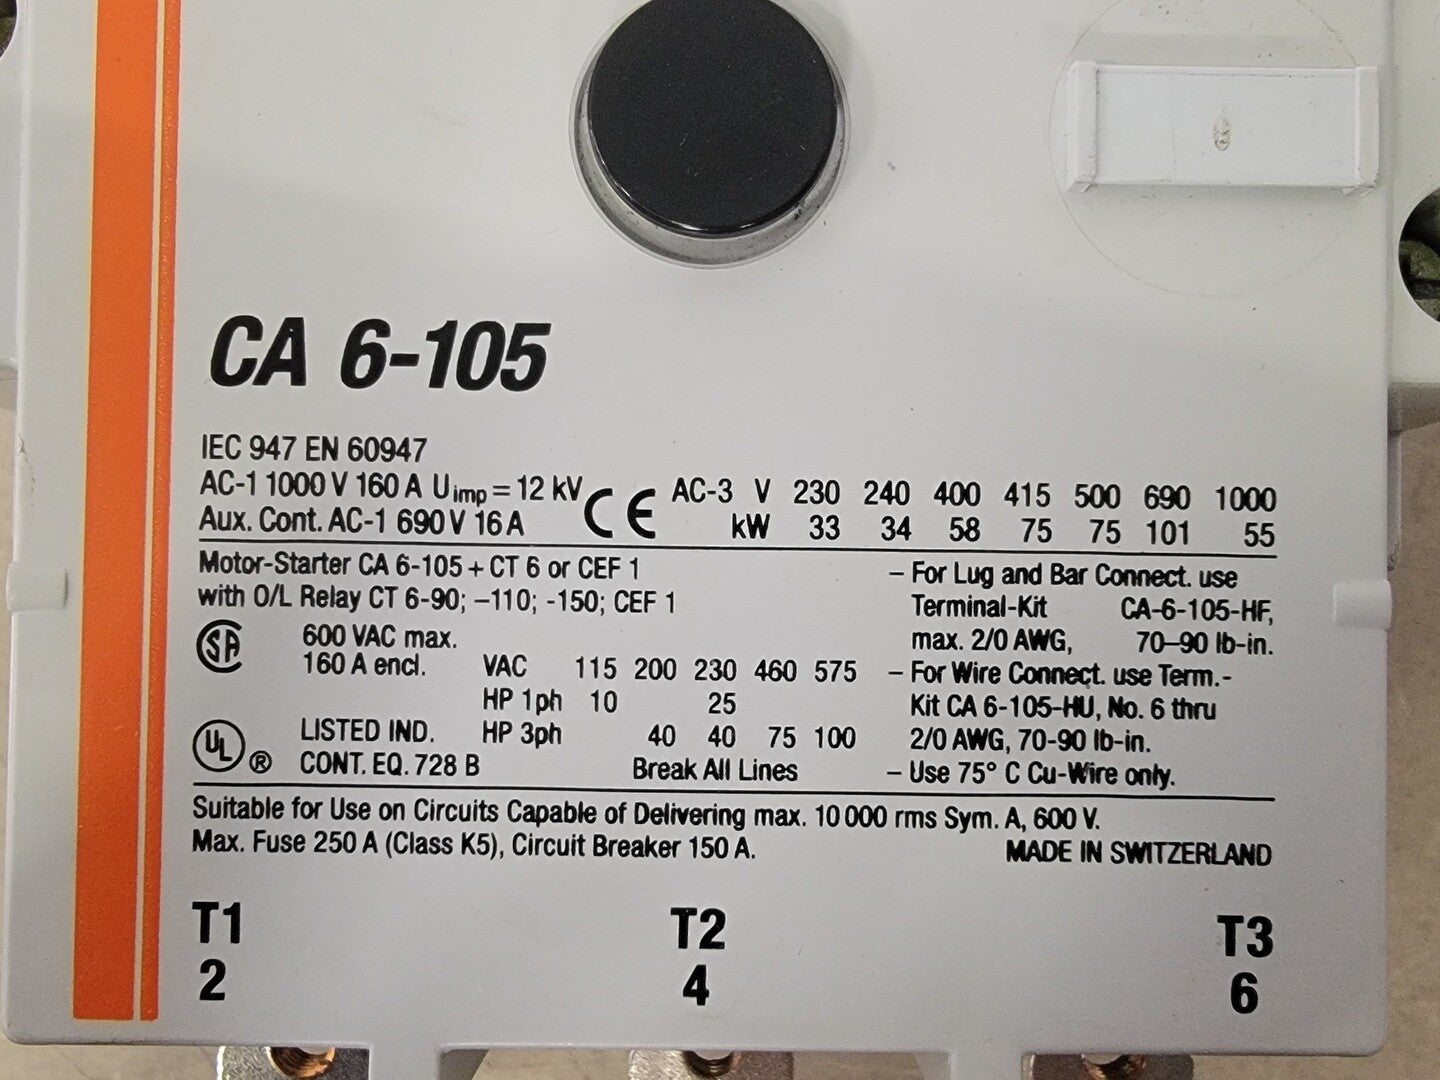 CA 6-105
IEC 947 EN 60947
AC-1 1000 V 160 A Uimp = 12 kV
Aux. Cont. AC-1 690 V 16 A
CE
AC-3 V 230 240 400 415 500 690 1000
kW 33 34 58 75 75 101 55
Motor-Starter CA 6-105 + CT 6 or CEF 1
with O/L Relay CT 6-90; -110; -150; CEF 1
SA 600 VAC max.
160 A encl.
VAC 115 200 230 460 575
HP 1ph 10 25
UL ® LISTED IND.
CONT. EQ. 728 B
HP 3ph 40 40 75 100
Break All Lines
- For Lug and Bar Connect. use
Terminal-Kit CA-6-105-HF,
max. 2/0 AWG, 70-90 lb-in.
- For Wire Connect. use Term.-
Kit CA 6-105-HU, No. 6 thru
2/0 AWG, 70-90 lb-in.
- Use 75° C Cu-Wire only.
Suitable for Use on Circuits Capable of Delivering max. 10 000 rms Sym. A, 600 V.
Max. Fuse 250 A (Class K5), Circuit Breaker 150 A.
MADE IN SWITZERLAND
T1 T2 T3
2 4 6